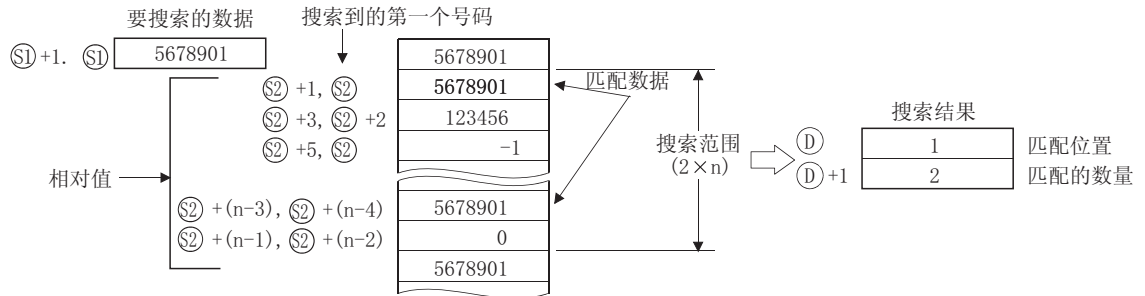 要搜索的数据
搜索到的第一个号码
S1 +1. S1 5678901
5678901
S2 +1, S2 5678901
匹配数据
S2 +3, S2 +2 123456
S2 +5, S2 -1
相对值
S2 +(n-3), S2 +(n-4) 5678901
S2 +(n-1), S2 +(n-2) 0
5678901
搜索范围
(2×n)
搜索结果
D 1 匹配位置
D +1 2 匹配的数量